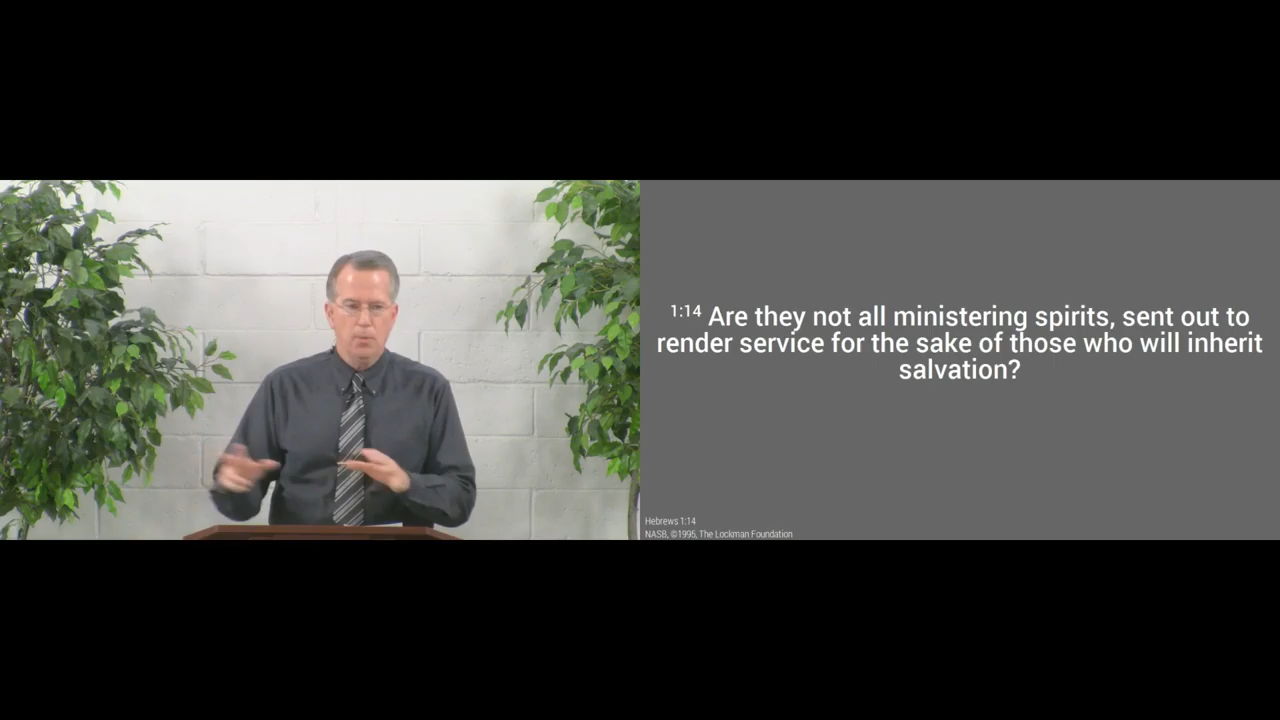 1:14 Are they not all ministering spirits, sent out to
render service for the sake of those who will inherit
salvation?
Hebrews 1:14
NASB, ©1995, The Lockman Foundation